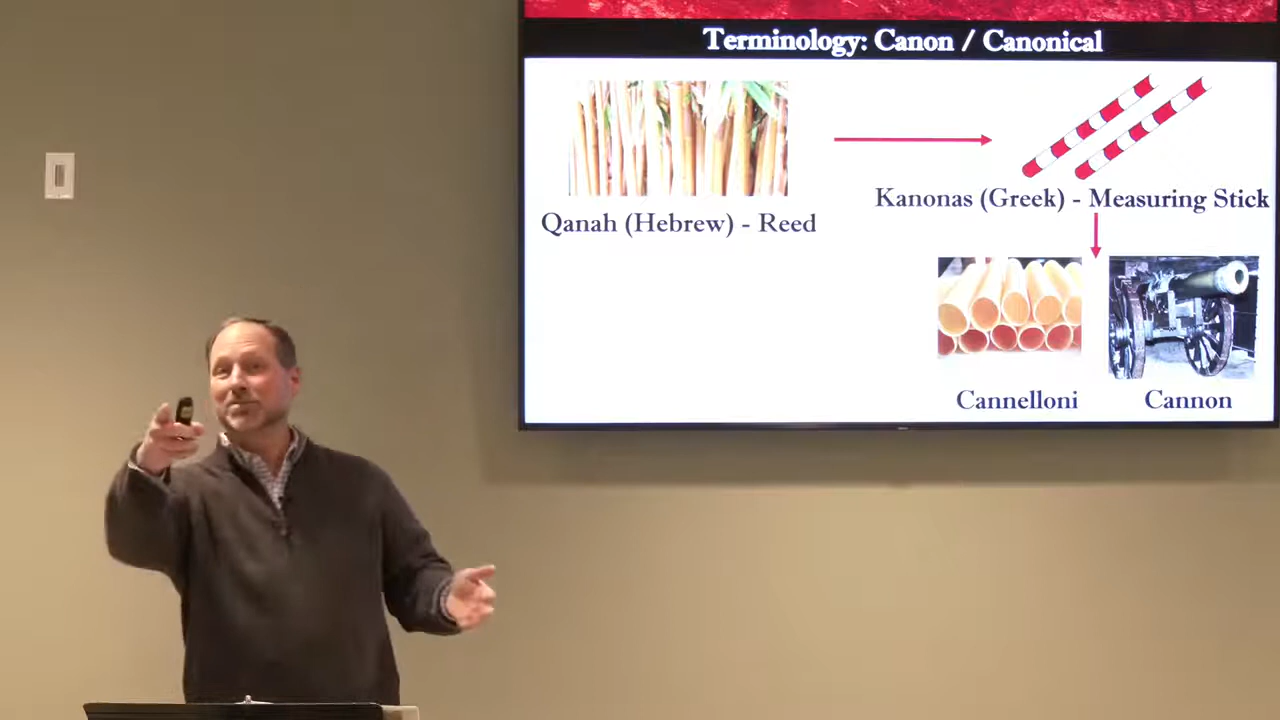 Terminology: Canon / Canonical
Qanah (Hebrew) - Reed
Kanonas (Greek) - Measuring Stick
Cannelloni
Cannon